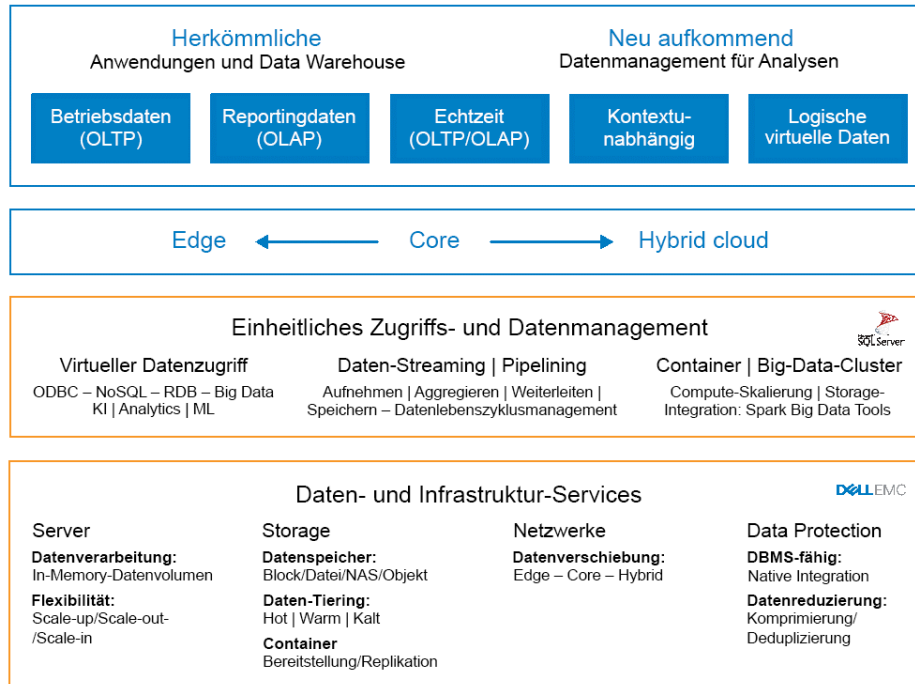 Herkömmliche
Anwendungen und Data Warehouse
Neu aufkommend
Datenmanagement für Analysen
Betriebsdaten
(OLTP)
Reportingdaten
(OLAP)
Echtzeit
(OLTP/OLAP)
Kontextu-
nabhängig
Logische
virtuelle Daten
Edge
Core
Hybrid cloud
Einheitliches Zugriffs- und Datenmanagement
Microsoft
SQL Server
Virtueller Datenzugriff
ODBC – NoSQL – RDB – Big Data
KI | Analytics | ML
Daten-Streaming | Pipelining
Aufnehmen | Aggregieren | Weiterleiten |
Speichern – Datenlebenszyklusmanagement
Container | Big-Data-Cluster
Compute-Skalierung | Storage-
Integration: Spark Big Data Tools
Daten- und Infrastruktur-Services
DELLEMC
Server
Datenverarbeitung:
In-Memory-Datenvolumen
Flexibilität:
Scale-up/Scale-out-
/Scale-in
Storage
Datenspeicher:
Block/Datei/NAS/Objekt
Daten-Tiering:
Hot | Warm | Kalt
Container
Bereitstellung/Replikation
Netzwerke
Datenverschiebung:
Edge – Core – Hybrid
Data Protection
DBMS-fähig:
Native Integration
Datenreduzierung:
Komprimierung/
Deduplizierung